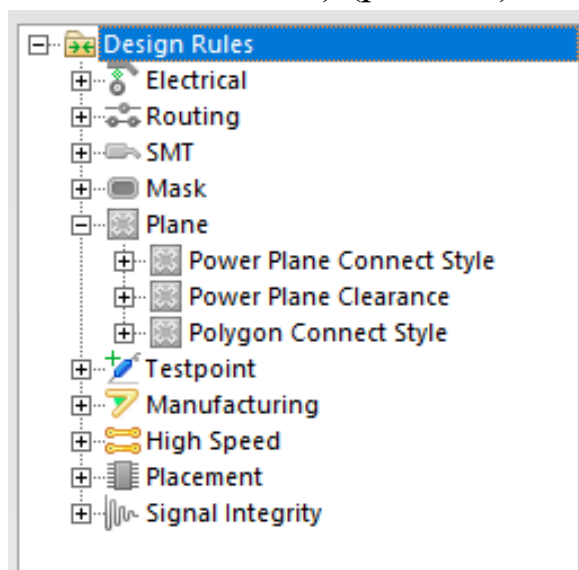 Design Rules
Electrical
Routing
SMT
Mask
Plane
Power Plane Connect Style
Power Plane Clearance
Polygon Connect Style
Testpoint
Manufacturing
High Speed
Placement
Signal Integrity